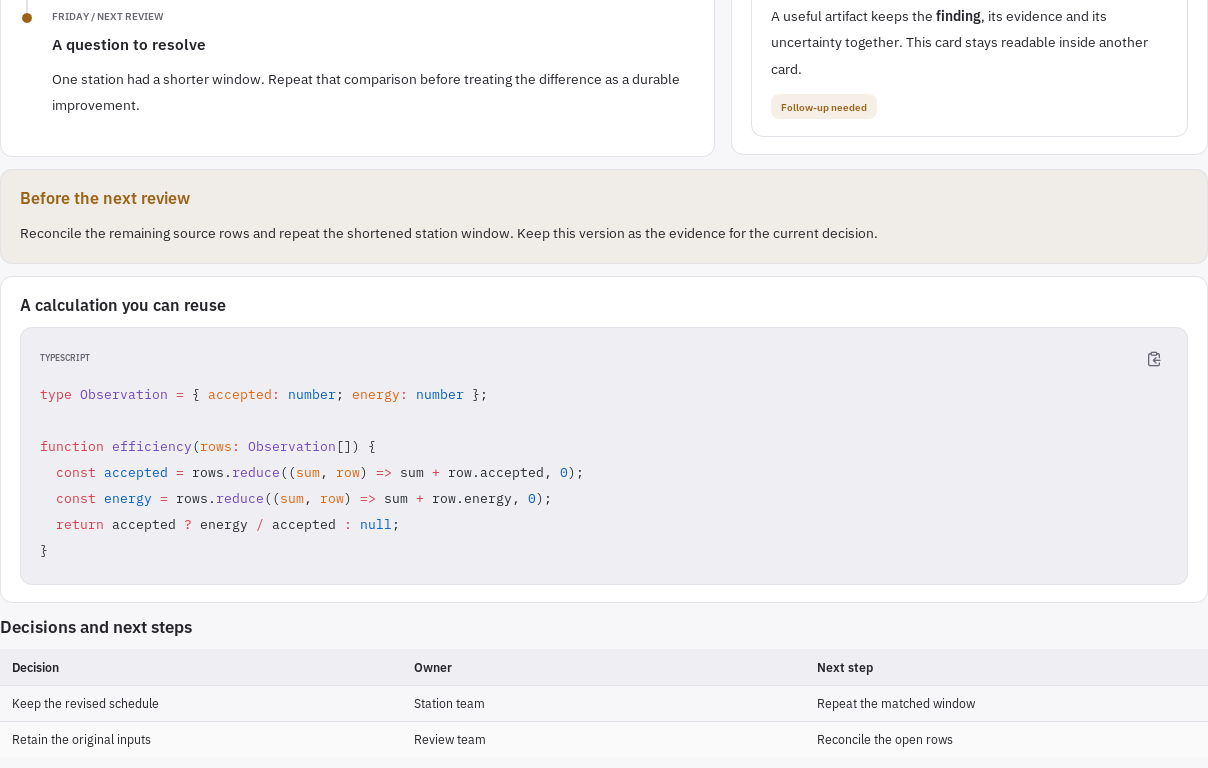 FRIDAY / NEXT REVIEW
A question to resolve
One station had a shorter window. Repeat that comparison before treating the difference as a durable
improvement.
A useful artifact keeps the finding, its evidence and its
uncertainty together. This card stays readable inside another
card.
Follow-up needed
Before the next review
Reconcile the remaining source rows and repeat the shortened station window. Keep this version as the evidence for the current decision.
A calculation you can reuse
TYPESCRIPT
type Observation = { accepted: number; energy: number };
function efficiency(rows: Observation[]) {
  const accepted = rows.reduce((sum, row) => sum + row.accepted, 0);
  const energy = rows.reduce((sum, row) => sum + row.energy, 0);
  return accepted ? energy / accepted : null;
}
Decisions and next steps
Decision Owner Next step
Keep the revised schedule Station team Repeat the matched window
Retain the original inputs Review team Reconcile the open rows